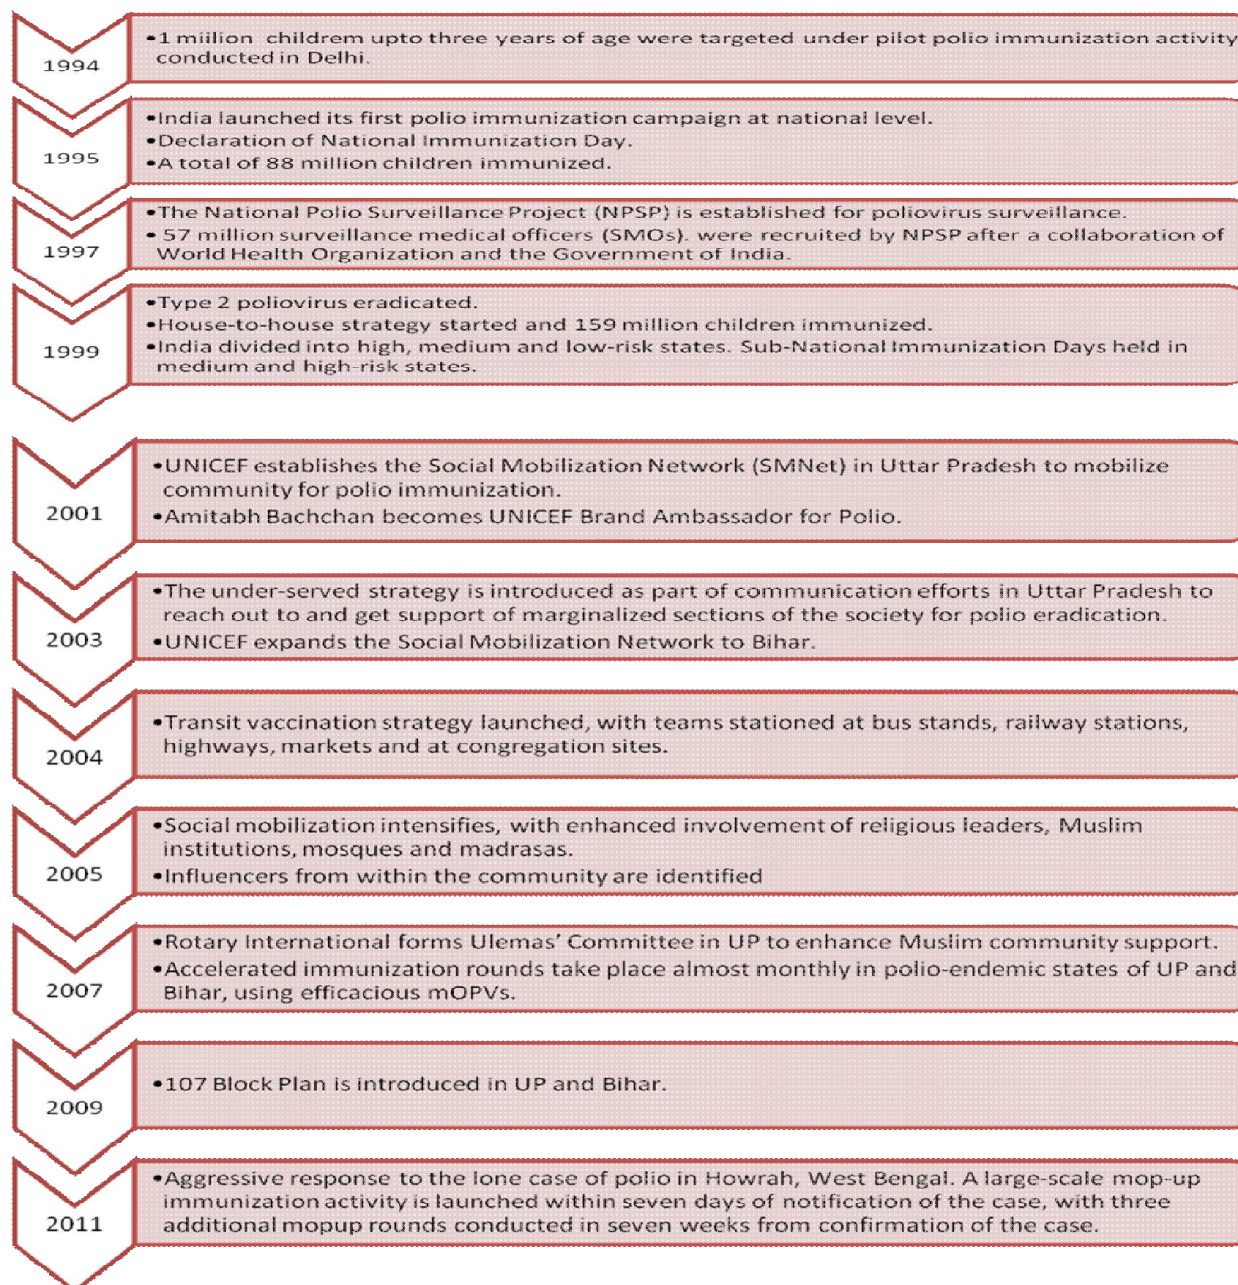 1994
•1 miilion childrem upto three years of age were targeted under pilot polio immunization activity
conducted in Delhi.
1995
•India launched its first polio immunization campaign at national level.
•Declaration of National Immunization Day.
•A total of 88 million children immunized.
1997
•The National Polio Surveillance Project (NPSP) is established for poliovirus surveillance.
• 57 million surveillance medical officers (SMOs). were recruited by NPSP after a collaboration of
World Health Organization and the Government of India.
1999
•Type 2 poliovirus eradicated.
•House-to-house strategy started and 159 million children immunized.
•India divided into high, medium and low-risk states. Sub-National Immunization Days held in
medium and high-risk states.
2001
•UNICEF establishes the Social Mobilization Network (SMNet) in Uttar Pradesh to mobilize
community for polio immunization.
•Amitabh Bachchan becomes UNICEF Brand Ambassador for Polio.
2003
•The under-served strategy is introduced as part of communication efforts in Uttar Pradesh to
reach out to and get support of marginalized sections of the society for polio eradication.
•UNICEF expands the Social Mobilization Network to Bihar.
2004
•Transit vaccination strategy launched, with teams stationed at bus stands, railway stations,
highways, markets and at congregation sites.
2005
•Social mobilization intensifies, with enhanced involvement of religious leaders, Muslim
institutions, mosques and madrasas.
•Influencers from within the community are identified
2007
•Rotary International forms Ulemas’ Committee in UP to enhance Muslim community support.
•Accelerated immunization rounds take place almost monthly in polio-endemic states of UP and
Bihar, using efficacious mOPVs.
2009
•107 Block Plan is introduced in UP and Bihar.
2011
•Aggressive response to the lone case of polio in Howrah, West Bengal. A large-scale mop-up
immunization activity is launched within seven days of notification of the case, with three
additional mopup rounds conducted in seven weeks from confirmation of the case.